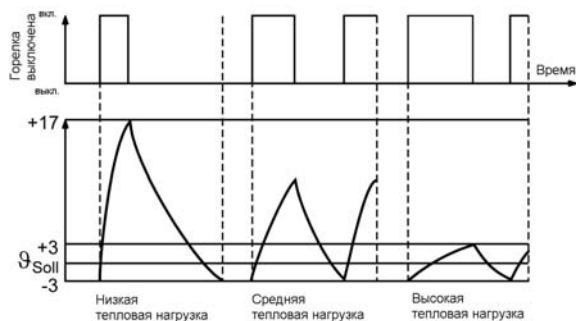 вкл.
Горелка
выключена
выкл.
Время
+17
+3
ϑSoll
-3
Низкая
тепловая нагрузка
Средняя
тепловая нагрузка
Высокая
тепловая нагрузка